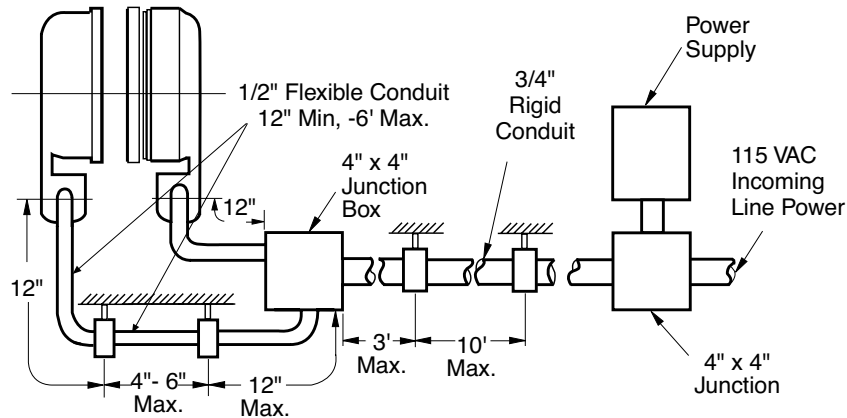 Power
Supply
3/4"
Rigid
Conduit
1/2" Flexible Conduit
12" Min, -6' Max.
4" x 4"
Junction
Box
115 VAC
Incoming
Line Power
12"
12"
3'
Max.
10'
Max.
4"- 6"
Max.
12"
Max.
4" x 4"
Junction